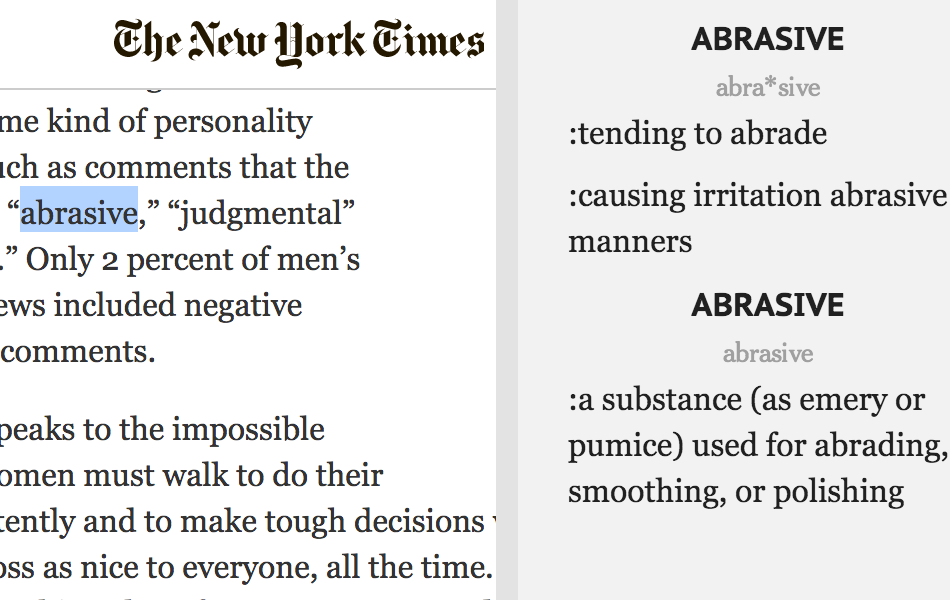 The New York Times
me kind of personality
uch as comments that the
“abrasive,” “judgmental”
.” Only 2 percent of men’s
ews included negative
comments.
peaks to the impossible
omen must walk to do their
tently and to make tough decisions
oss as nice to everyone, all the time.
ABRASIVE
abra*sive
:tending to abrade
:causing irritation abrasive
manners
ABRASIVE
abrasive
:a substance (as emery or
pumice) used for abrading,
smoothing, or polishing